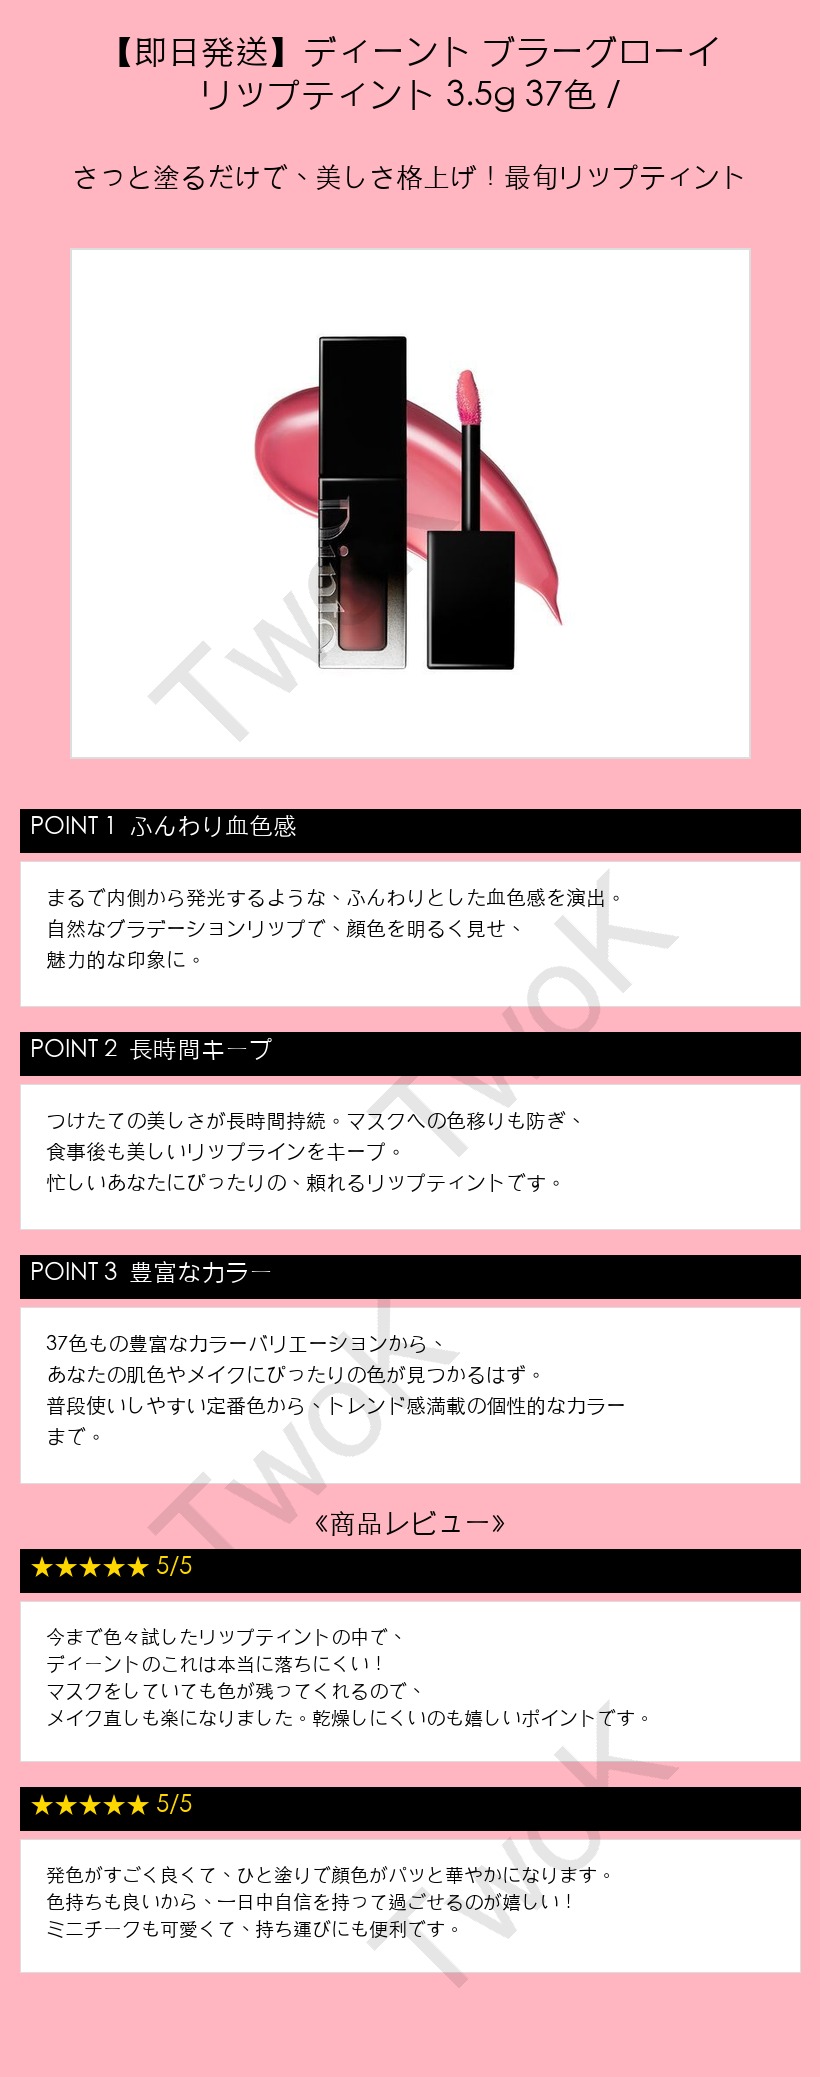 【即日発送】ディーント ブラーグローイ
リップティント 3.5g 37色 /
さっと塗るだけで、美しさ格上げ！最旬リップティント
Dinto
TwoK
POINT 1 ふんわり血色感
まるで内側から発光するような、ふんわりとした血色感を演出。
自然なグラデーションリップで、顔色を明るく見せ、
魅力的な印象に。
TwoK
POINT 2 長時間キープ
つけたての美しさが長時間持続。マスクへの色移りも防ぎ、
食事後も美しいリップラインをキープ。
忙しいあなたにぴったりの、頼れるリップティントです。
POINT 3 豊富なカラー
37色もの豊富なカラーバリエーションから、
あなたの肌色やメイクにぴったりの色が見つかるはず。
普段使いしやすい定番色から、トレンド感満載の個性的なカラー
まで。
TwoK
《商品レビュー》
★★★★★ 5/5
今まで色々試したリップティントの中で、
ディーントのこれは本当に落ちにくい！
マスクをしていても色が残ってくれるので、
メイク直しも楽になりました。乾燥しにくいのも嬉しいポイントです。
★★★★★ 5/5
発色がすごく良くて、ひと塗りで顔色がパッと華やかになります。
色持ちも良いから、一日中自信を持って過ごせるのが嬉しい！
ミニチークも可愛くて、持ち運びにも便利です。
TwoK